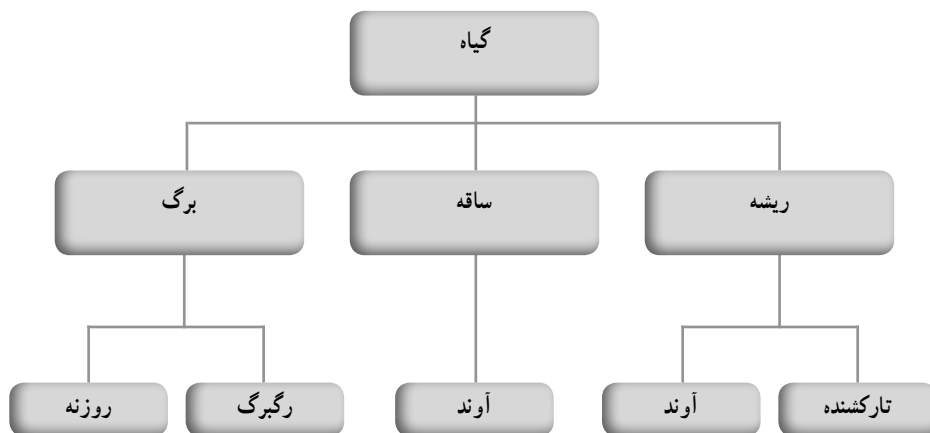 گیاه
ریشه
ساقه
برگ
تارکشنده
آوند
آوند
رگبرگ
روزنه